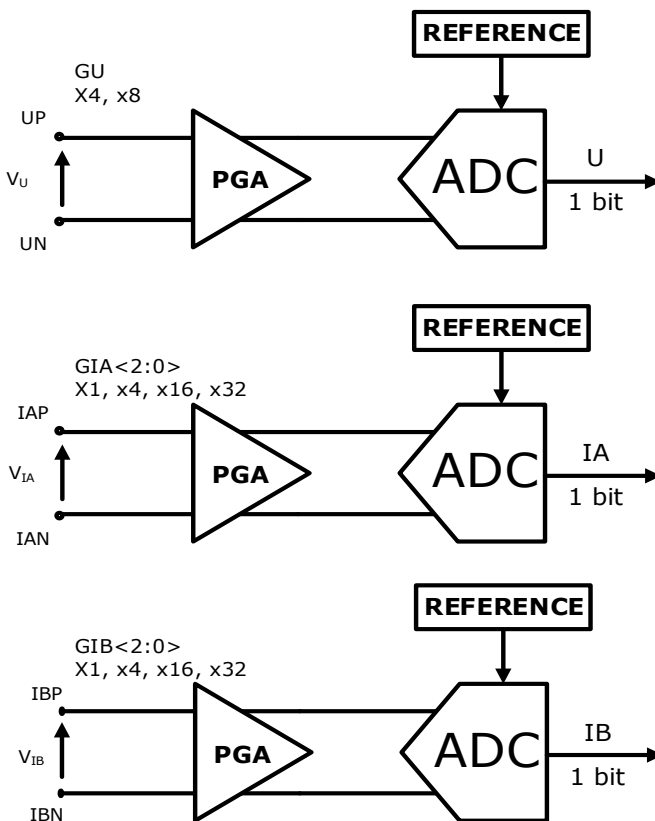 REFERENCE
GU
X4, x8
UP
VU
PGA
ADC
U
1 bit
UN
REFERENCE
GIA<2:0>
X1, x4, x16, x32
IAP
VIA
PGA
ADC
IA
1 bit
IAN
REFERENCE
GIB<2:0>
X1, x4, x16, x32
IBP
VIB
PGA
ADC
IB
1 bit
IBN